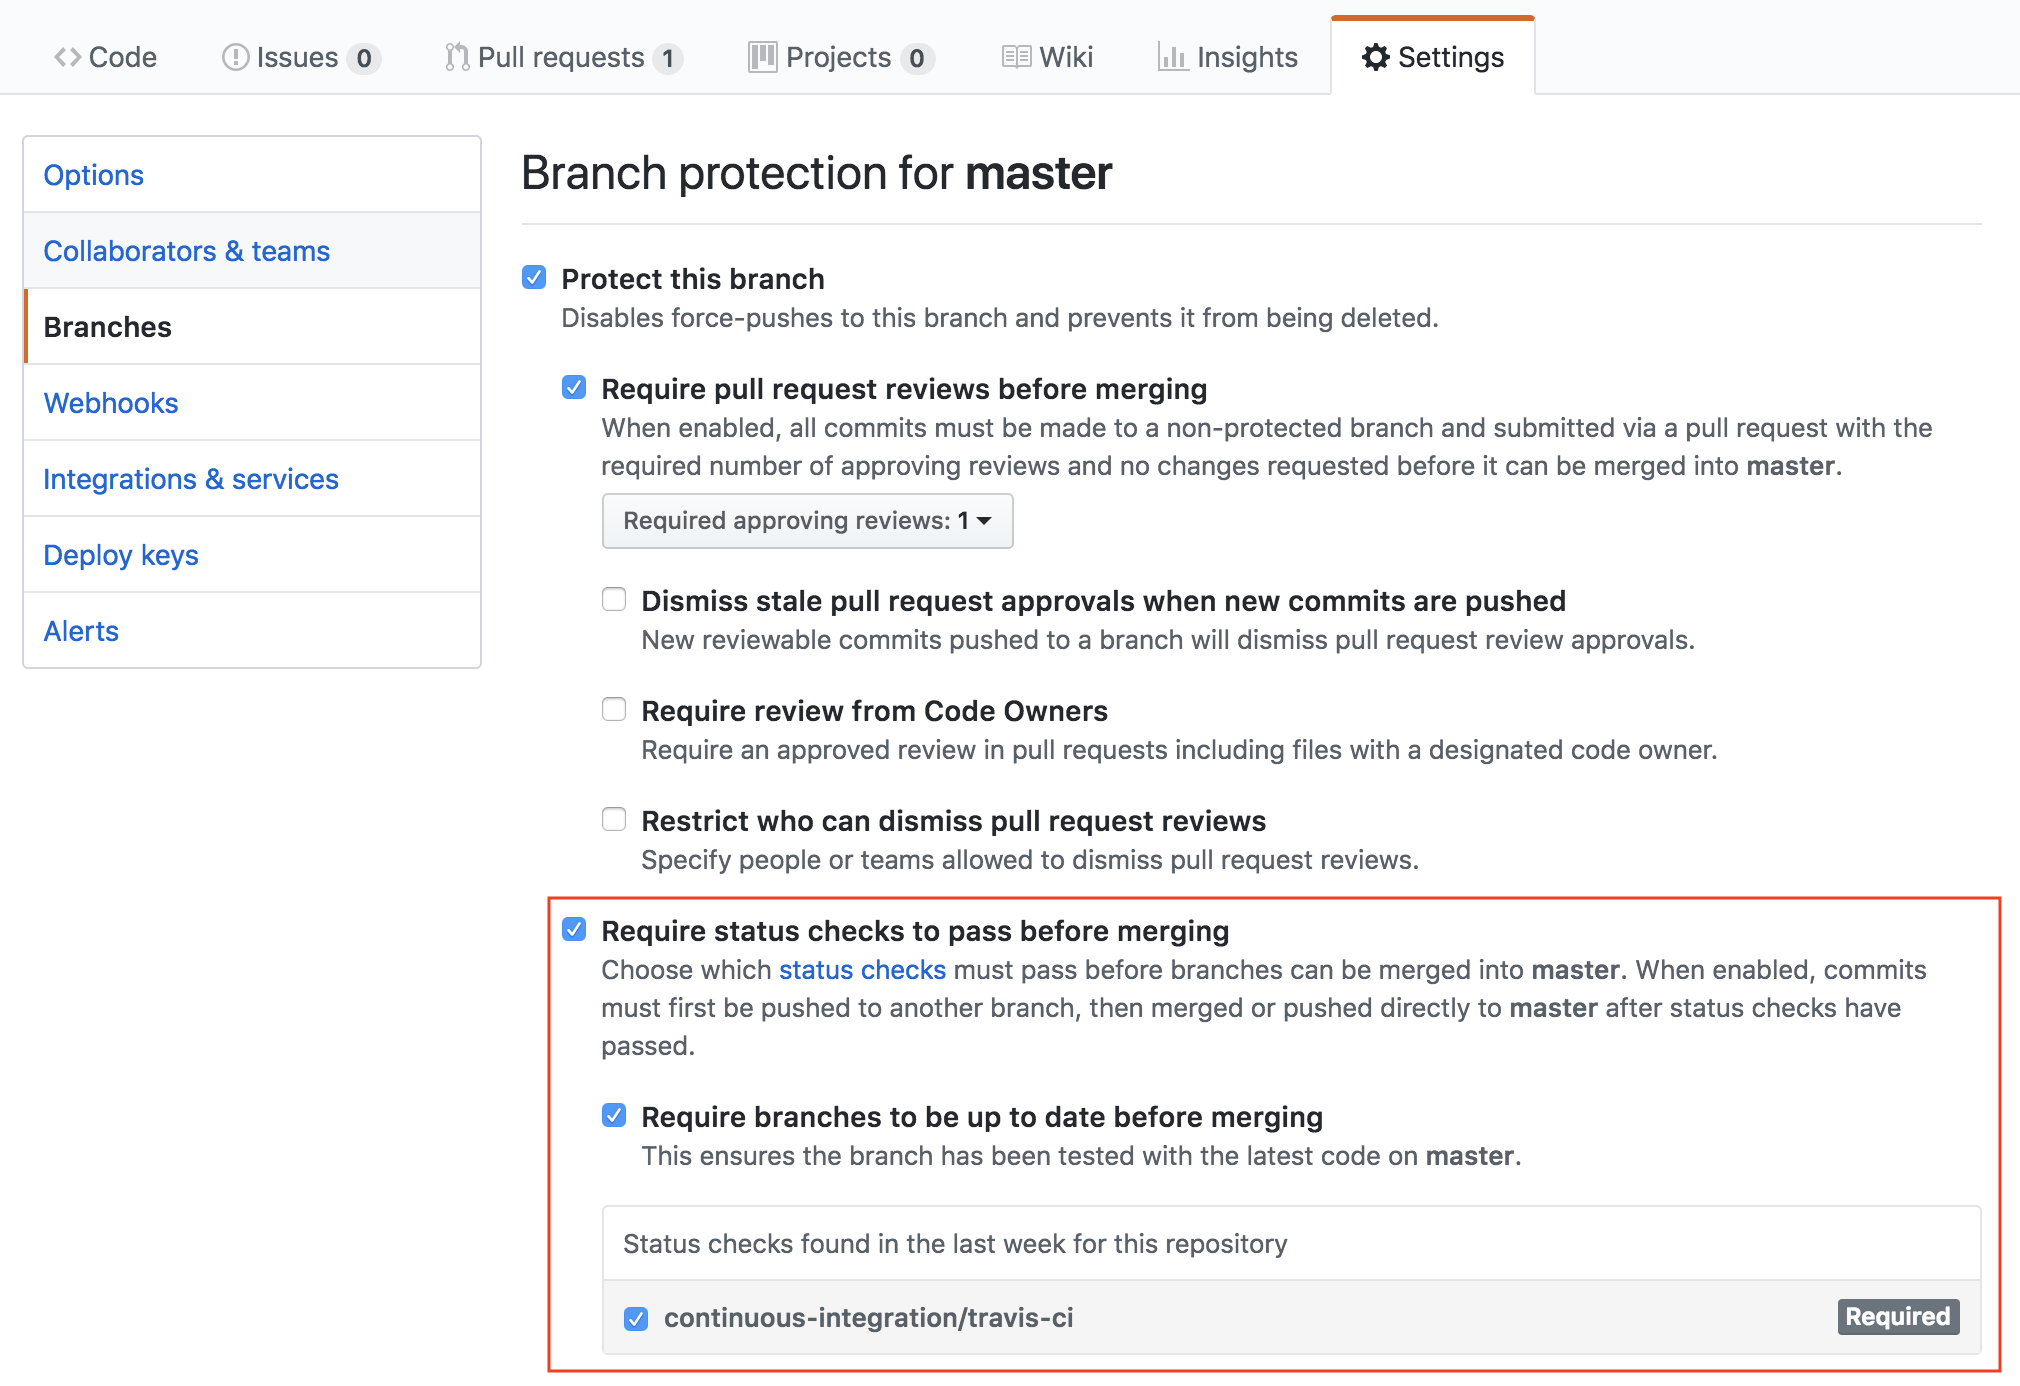 Code Issues 0 Pull requests 1 Projects 0 Wiki Insights Settings
Options
Collaborators & teams
Branches
Webhooks
Integrations & services
Deploy keys
Alerts
Branch protection for master
Protect this branch
Disables force-pushes to this branch and prevents it from being deleted.
Require pull request reviews before merging
When enabled, all commits must be made to a non-protected branch and submitted via a pull request with the
required number of approving reviews and no changes requested before it can be merged into master.
Required approving reviews: 1
Dismiss stale pull request approvals when new commits are pushed
New reviewable commits pushed to a branch will dismiss pull request review approvals.
Require review from Code Owners
Require an approved review in pull requests including files with a designated code owner.
Restrict who can dismiss pull request reviews
Specify people or teams allowed to dismiss pull request reviews.
Require status checks to pass before merging
Choose which status checks must pass before branches can be merged into master. When enabled, commits
must first be pushed to another branch, then merged or pushed directly to master after status checks have
passed.
Require branches to be up to date before merging
This ensures the branch has been tested with the latest code on master.
Status checks found in the last week for this repository
continuous-integration/travis-ci Required